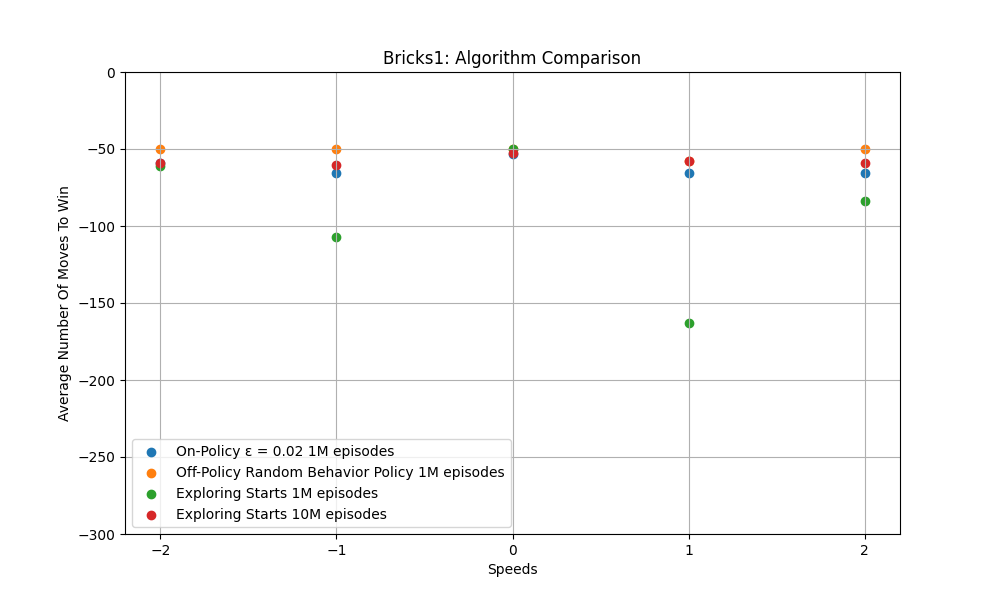 Bricks1: Algorithm Comparison
Average Number Of Moves To Win
0
−50
−100
−150
−200
−250
−300
On-Policy ε = 0.02 1M episodes
Off-Policy Random Behavior Policy 1M episodes
Exploring Starts 1M episodes
Exploring Starts 10M episodes
−2
−1
0
1
2
Speeds